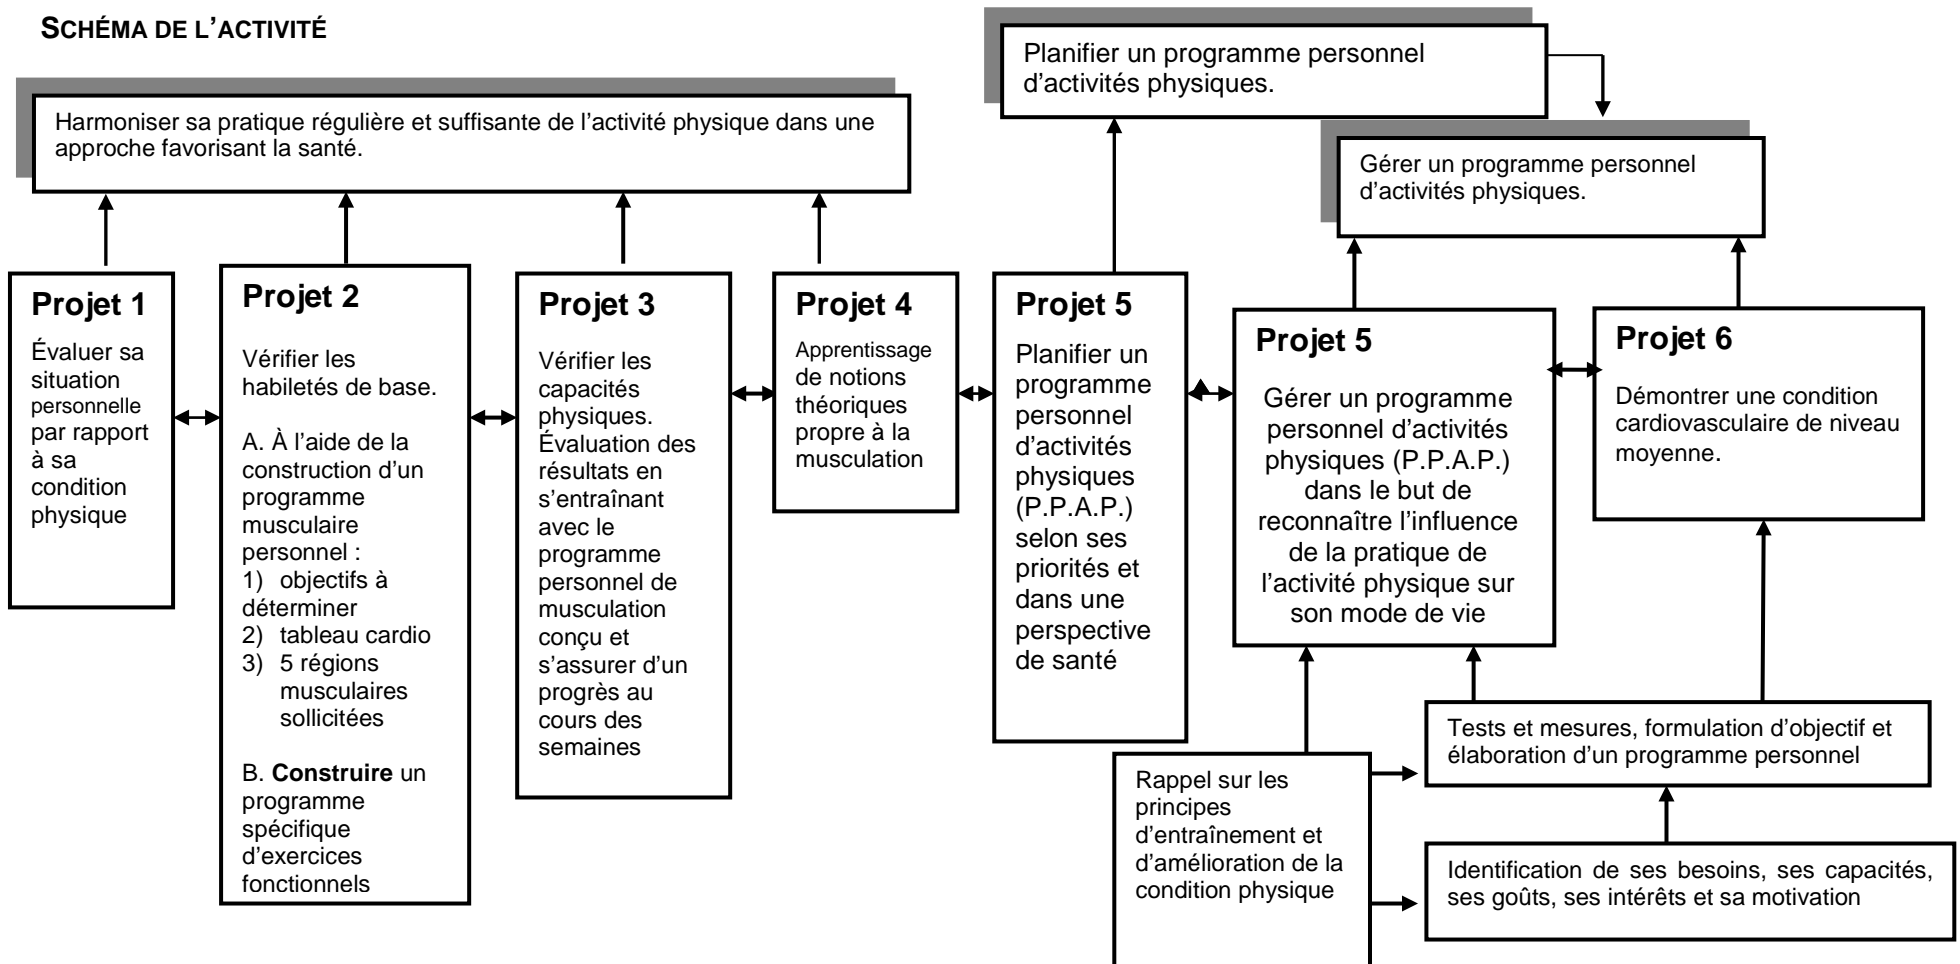 SCHÉMA DE L’ACTIVITÉ
Harmoniser sa pratique régulière et suffisante de l’activité physique dans une
approche favorisant la santé.
Planifier un programme personnel
d’activités physiques.
Gérer un programme personnel
d’activités physiques.
Projet 1
Évaluer sa
situation
personnelle
par rapport
à sa
condition
physique
Projet 2
Vérifier les
habiletés de base.
A. À l’aide de la
construction d’un
programme
musculaire
personnel :
1) objectifs à
déterminer
2) tableau cardio
3) 5 régions
musculaires
sollicitées
B. Construire un
programme
spécifique
d’exercices
fonctionnels
Projet 3
Vérifier les
capacités
physiques.
Évaluation des
résultats en
s’entraînant
avec le
programme
personnel de
musculation
conçu et
s’assurer d’un
progrès au
cours des
semaines
Projet 4
Apprentissage
de notions
théoriques
propre à la
musculation
Projet 5
Planifier un
programme
personnel
d’activités
physiques
(P.P.A.P.)
selon ses
priorités et
dans une
perspective
de santé
Projet 5
Gérer un programme
personnel d’activités
physiques (P.P.A.P.)
dans le but de
reconnaître l’influence
de la pratique de
l’activité physique sur
son mode de vie
Projet 6
Démontrer une condition
cardiovasculaire de niveau
moyenne.
Rappel sur les
principes
d’entraînement et
d’amélioration de la
condition physique
Tests et mesures, formulation d’objectif et
élaboration d’un programme personnel
Identification de ses besoins, ses capacités,
ses goûts, ses intérêts et sa motivation